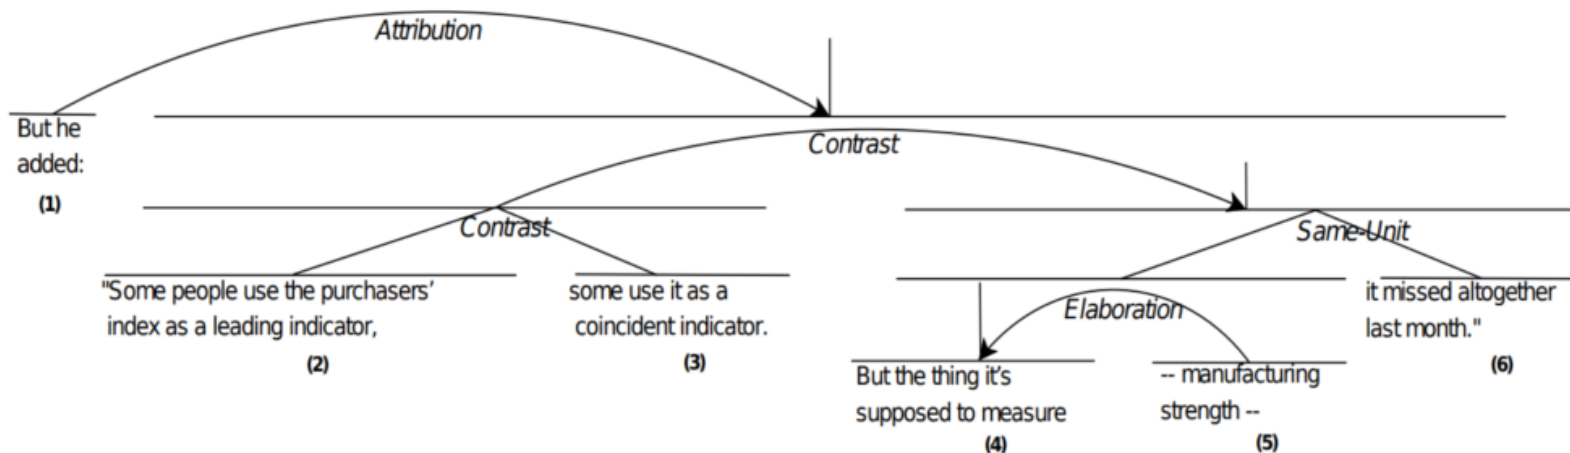 Attribution
But he
added:
(1)
Contrast
Contrast
"Some people use the purchasers’
index as a leading indicator,
(2)
some use it as a
coincident indicator.
(3)
Same-Unit
Elaboration
But the thing it’s
supposed to measure
(4)
-- manufacturing
strength --
(5)
it missed altogether
last month."
(6)